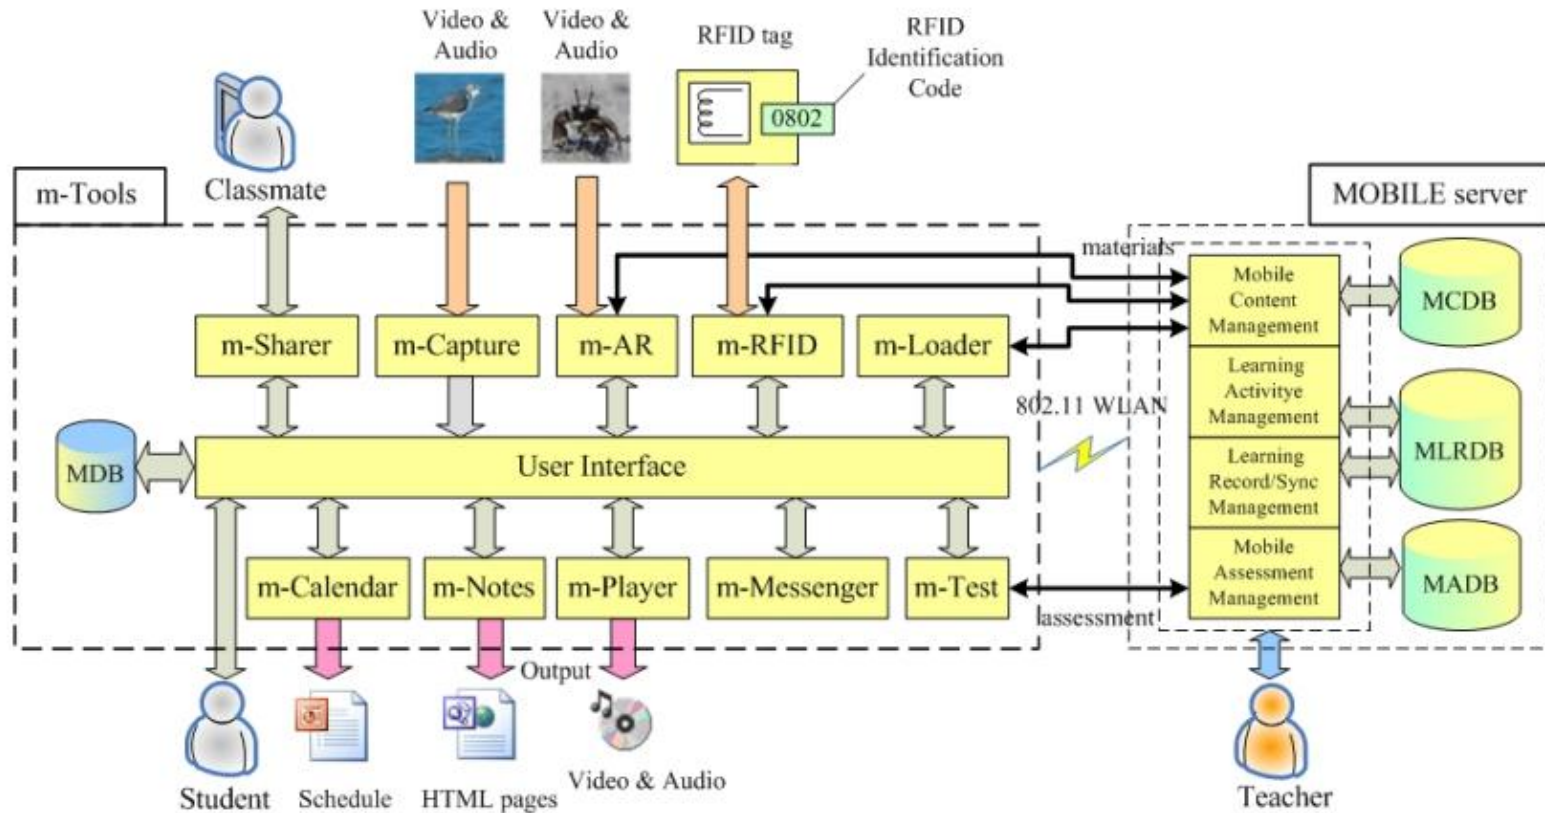 Video &
Audio
Video &
Audio
RFID tag
RFID
Identification
Code
0802
Classmate
m-Tools
MOBILE server
materials
Mobile
Content
Management
MCDB
m-Sharer
m-Capture
m-AR
m-RFID
m-Loader
Learning
Activitye
Management
802.11 WLAN
MDB
User Interface
MLRDB
Learning
Record/Sync
Management
m-Calendar
m-Notes
m-Player
m-Messenger
m-Test
Mobile
Assessment
Management
MADB
assessment
Output
Student
Schedule
HTML pages
Video & Audio
Teacher